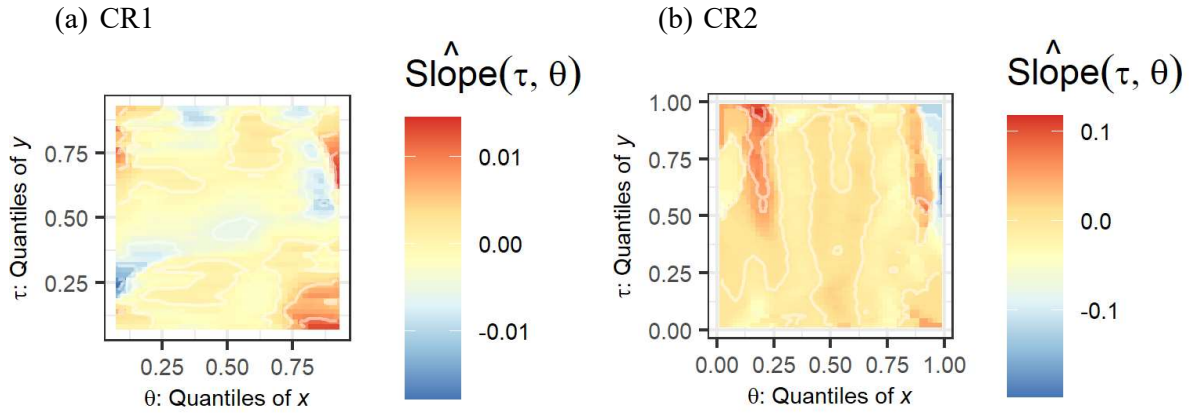 (a) CR1
Slôpe(τ, θ)
0.01
0.00
-0.01
τ: Quantiles of y
0.75
0.50
0.25
0.25 0.50 0.75
θ: Quantiles of x
(b) CR2
Slôpe(τ, θ)
0.1
0.0
-0.1
τ: Quantiles of y
1.00
0.75
0.50
0.25
0.00
0.00 0.25 0.50 0.75 1.00
θ: Quantiles of x